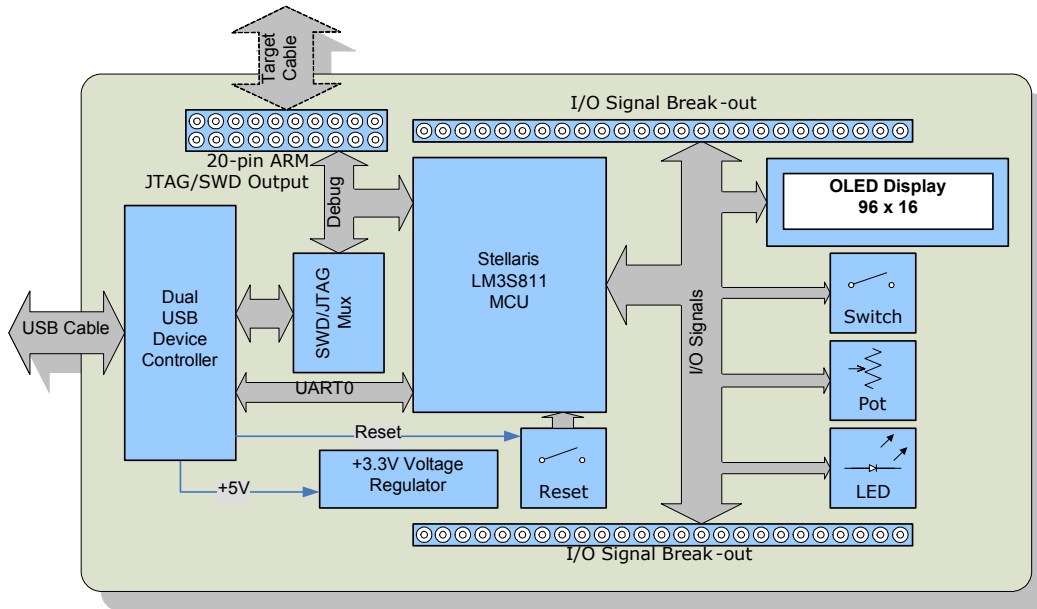 Target
Cable
I/O Signal Break-out
20-pin ARM
JTAG/SWD Output
Debug
OLED Display
96 x 16
Stellaris
LM3S811
MCU
Dual
USB
Device
Controller
SWD/JTAG
Mux
USB Cable
I/O Signals
Switch
UART0
Pot
Reset
+3.3V Voltage
Regulator
+5V
Reset
LED
I/O Signal Break-out